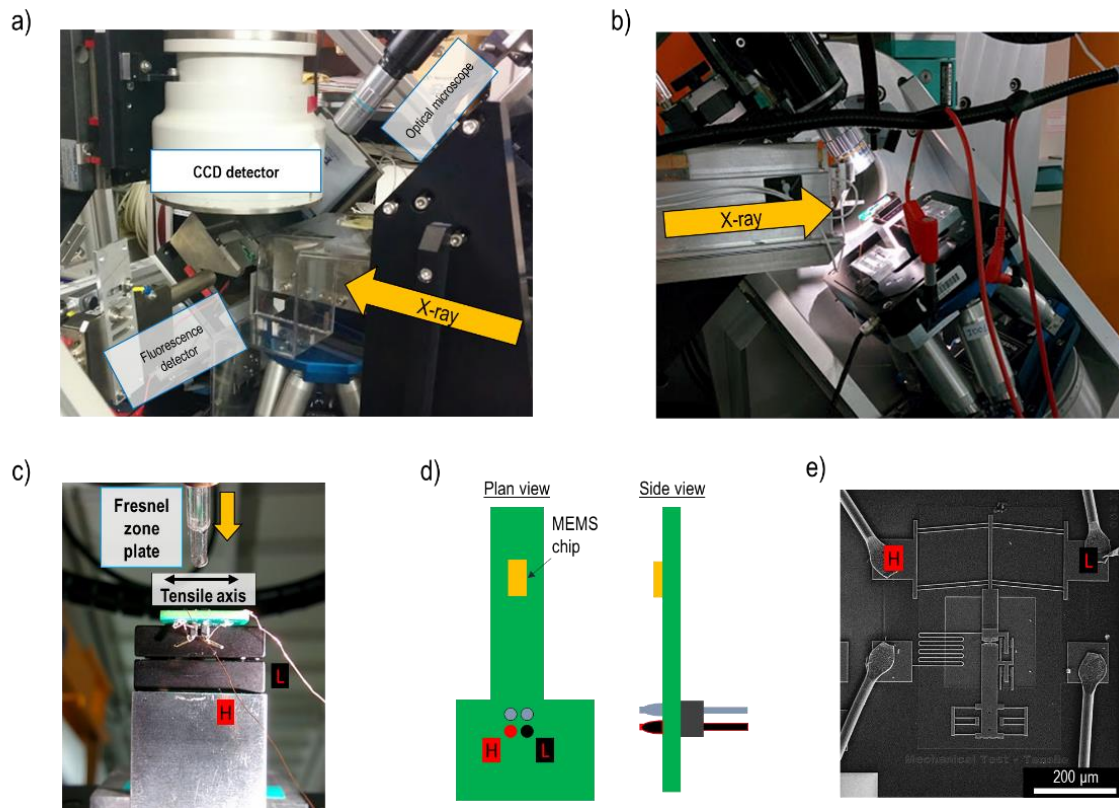 a)
CCD detector
Optical microscope
X-ray
Fluorescence
detector
b)
X-ray
c)
Fresnel
zone
plate
Tensile axis
L
H
d)
Plan view
Side view
MEMS
chip
H
L
e)
H
L
Mechanical Test - Tensile
200 μm